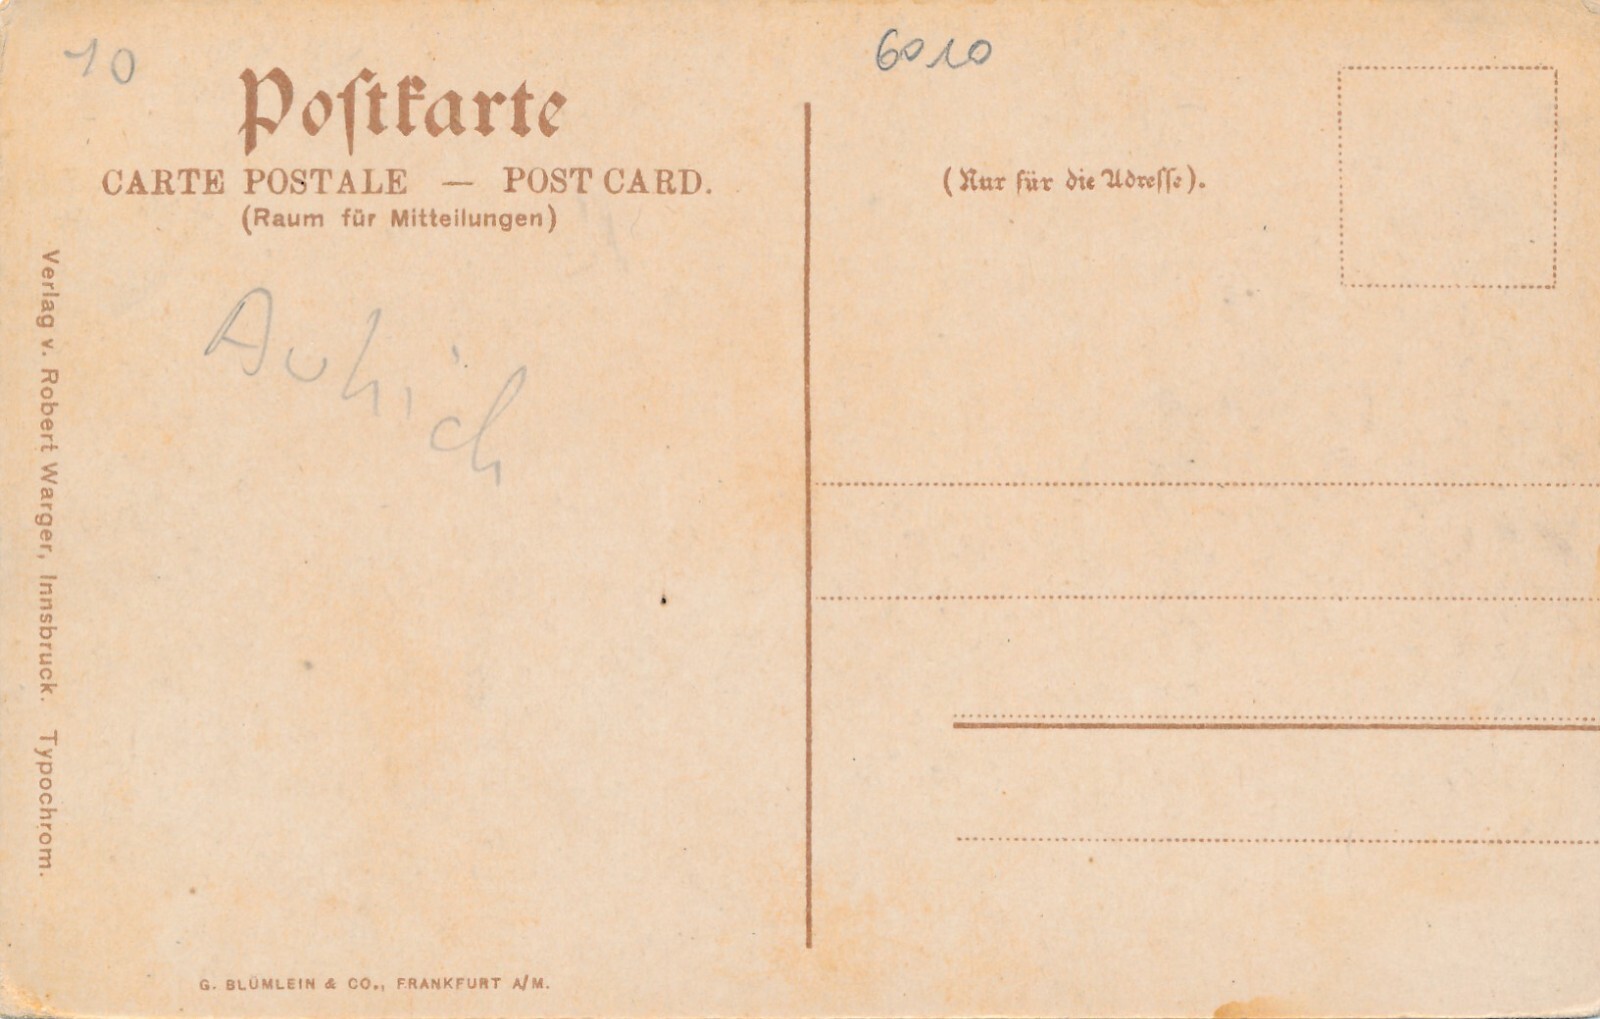 10
6010
Postkarte
CARTE POSTALE — POST CARD.
(Raum für Mitteilungen)
(Nur für die Adresse).
Verlag v. Robert Warger, Innsbruck. Typochrom.
G. BLÜMLEIN & CO., FRANKFURT A/M.